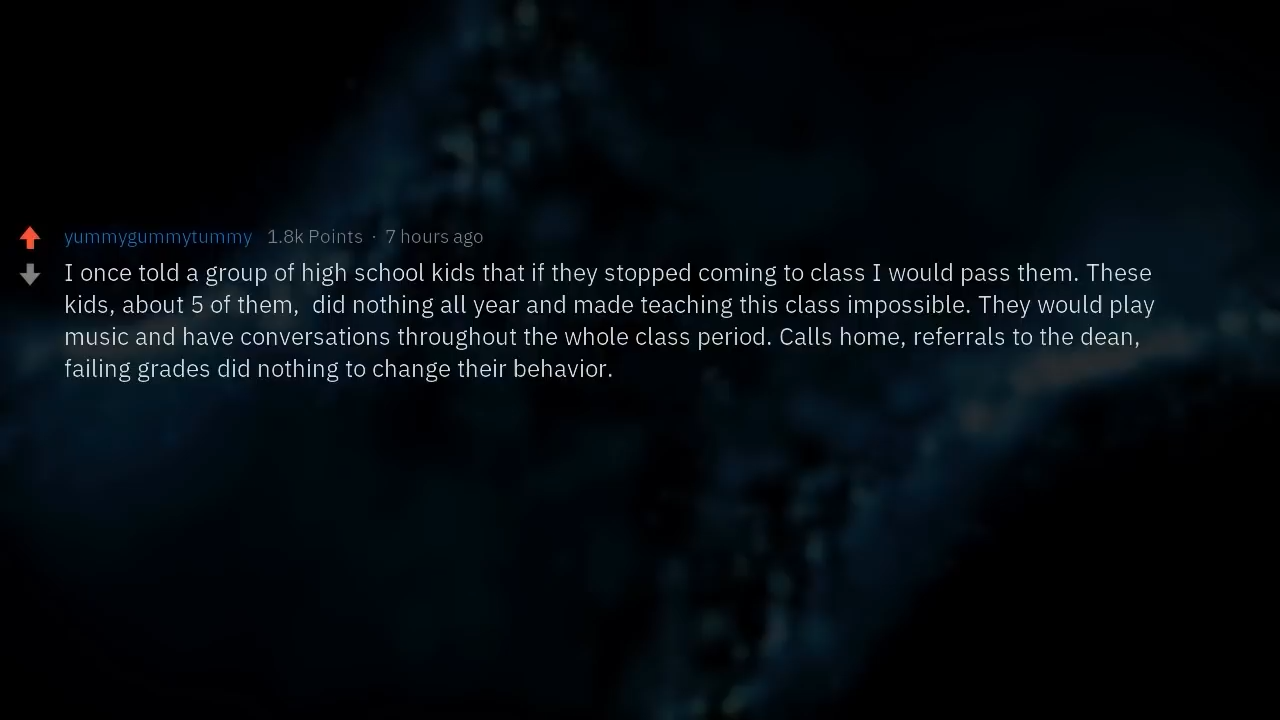 yummygummytummy 1.8k Points · 7 hours ago
I once told a group of high school kids that if they stopped coming to class I would pass them. These
kids, about 5 of them,  did nothing all year and made teaching this class impossible. They would play
music and have conversations throughout the whole class period. Calls home, referrals to the dean,
failing grades did nothing to change their behavior.